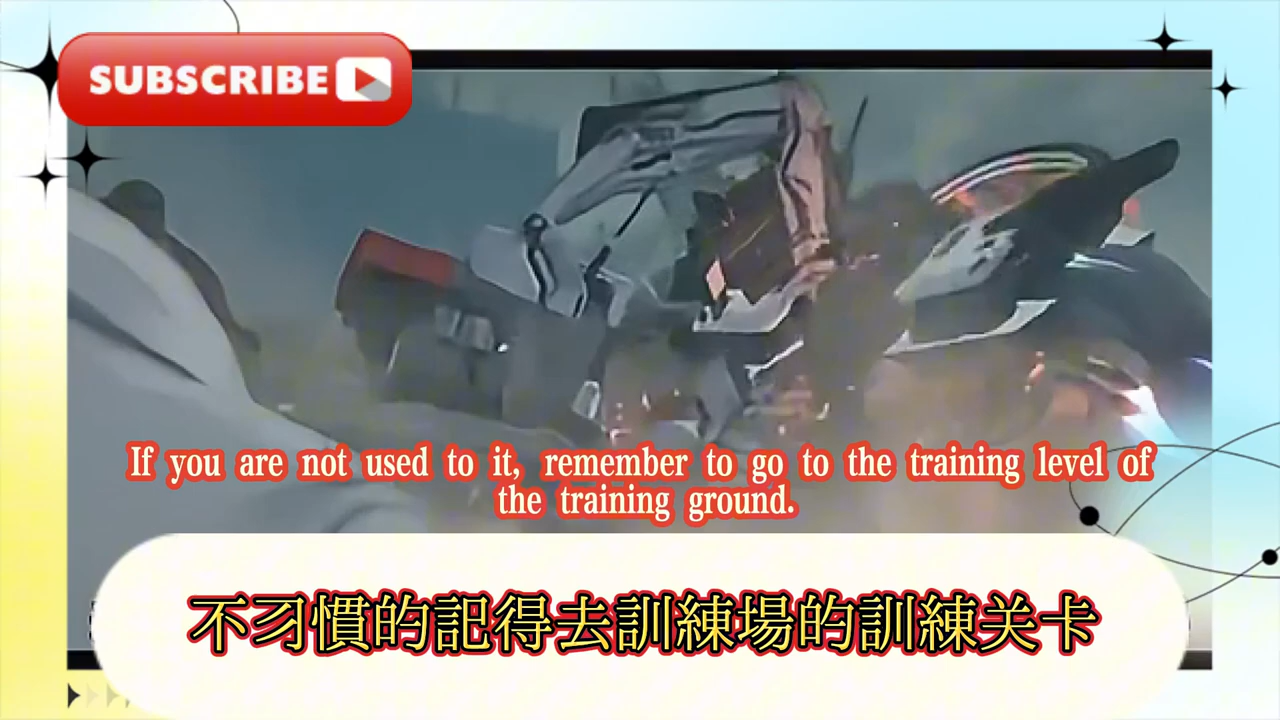 SUBSCRIBE
If you are not used to it, remember to go to the training level of
the training ground.
不习慣的記得去訓練場的訓練关卡